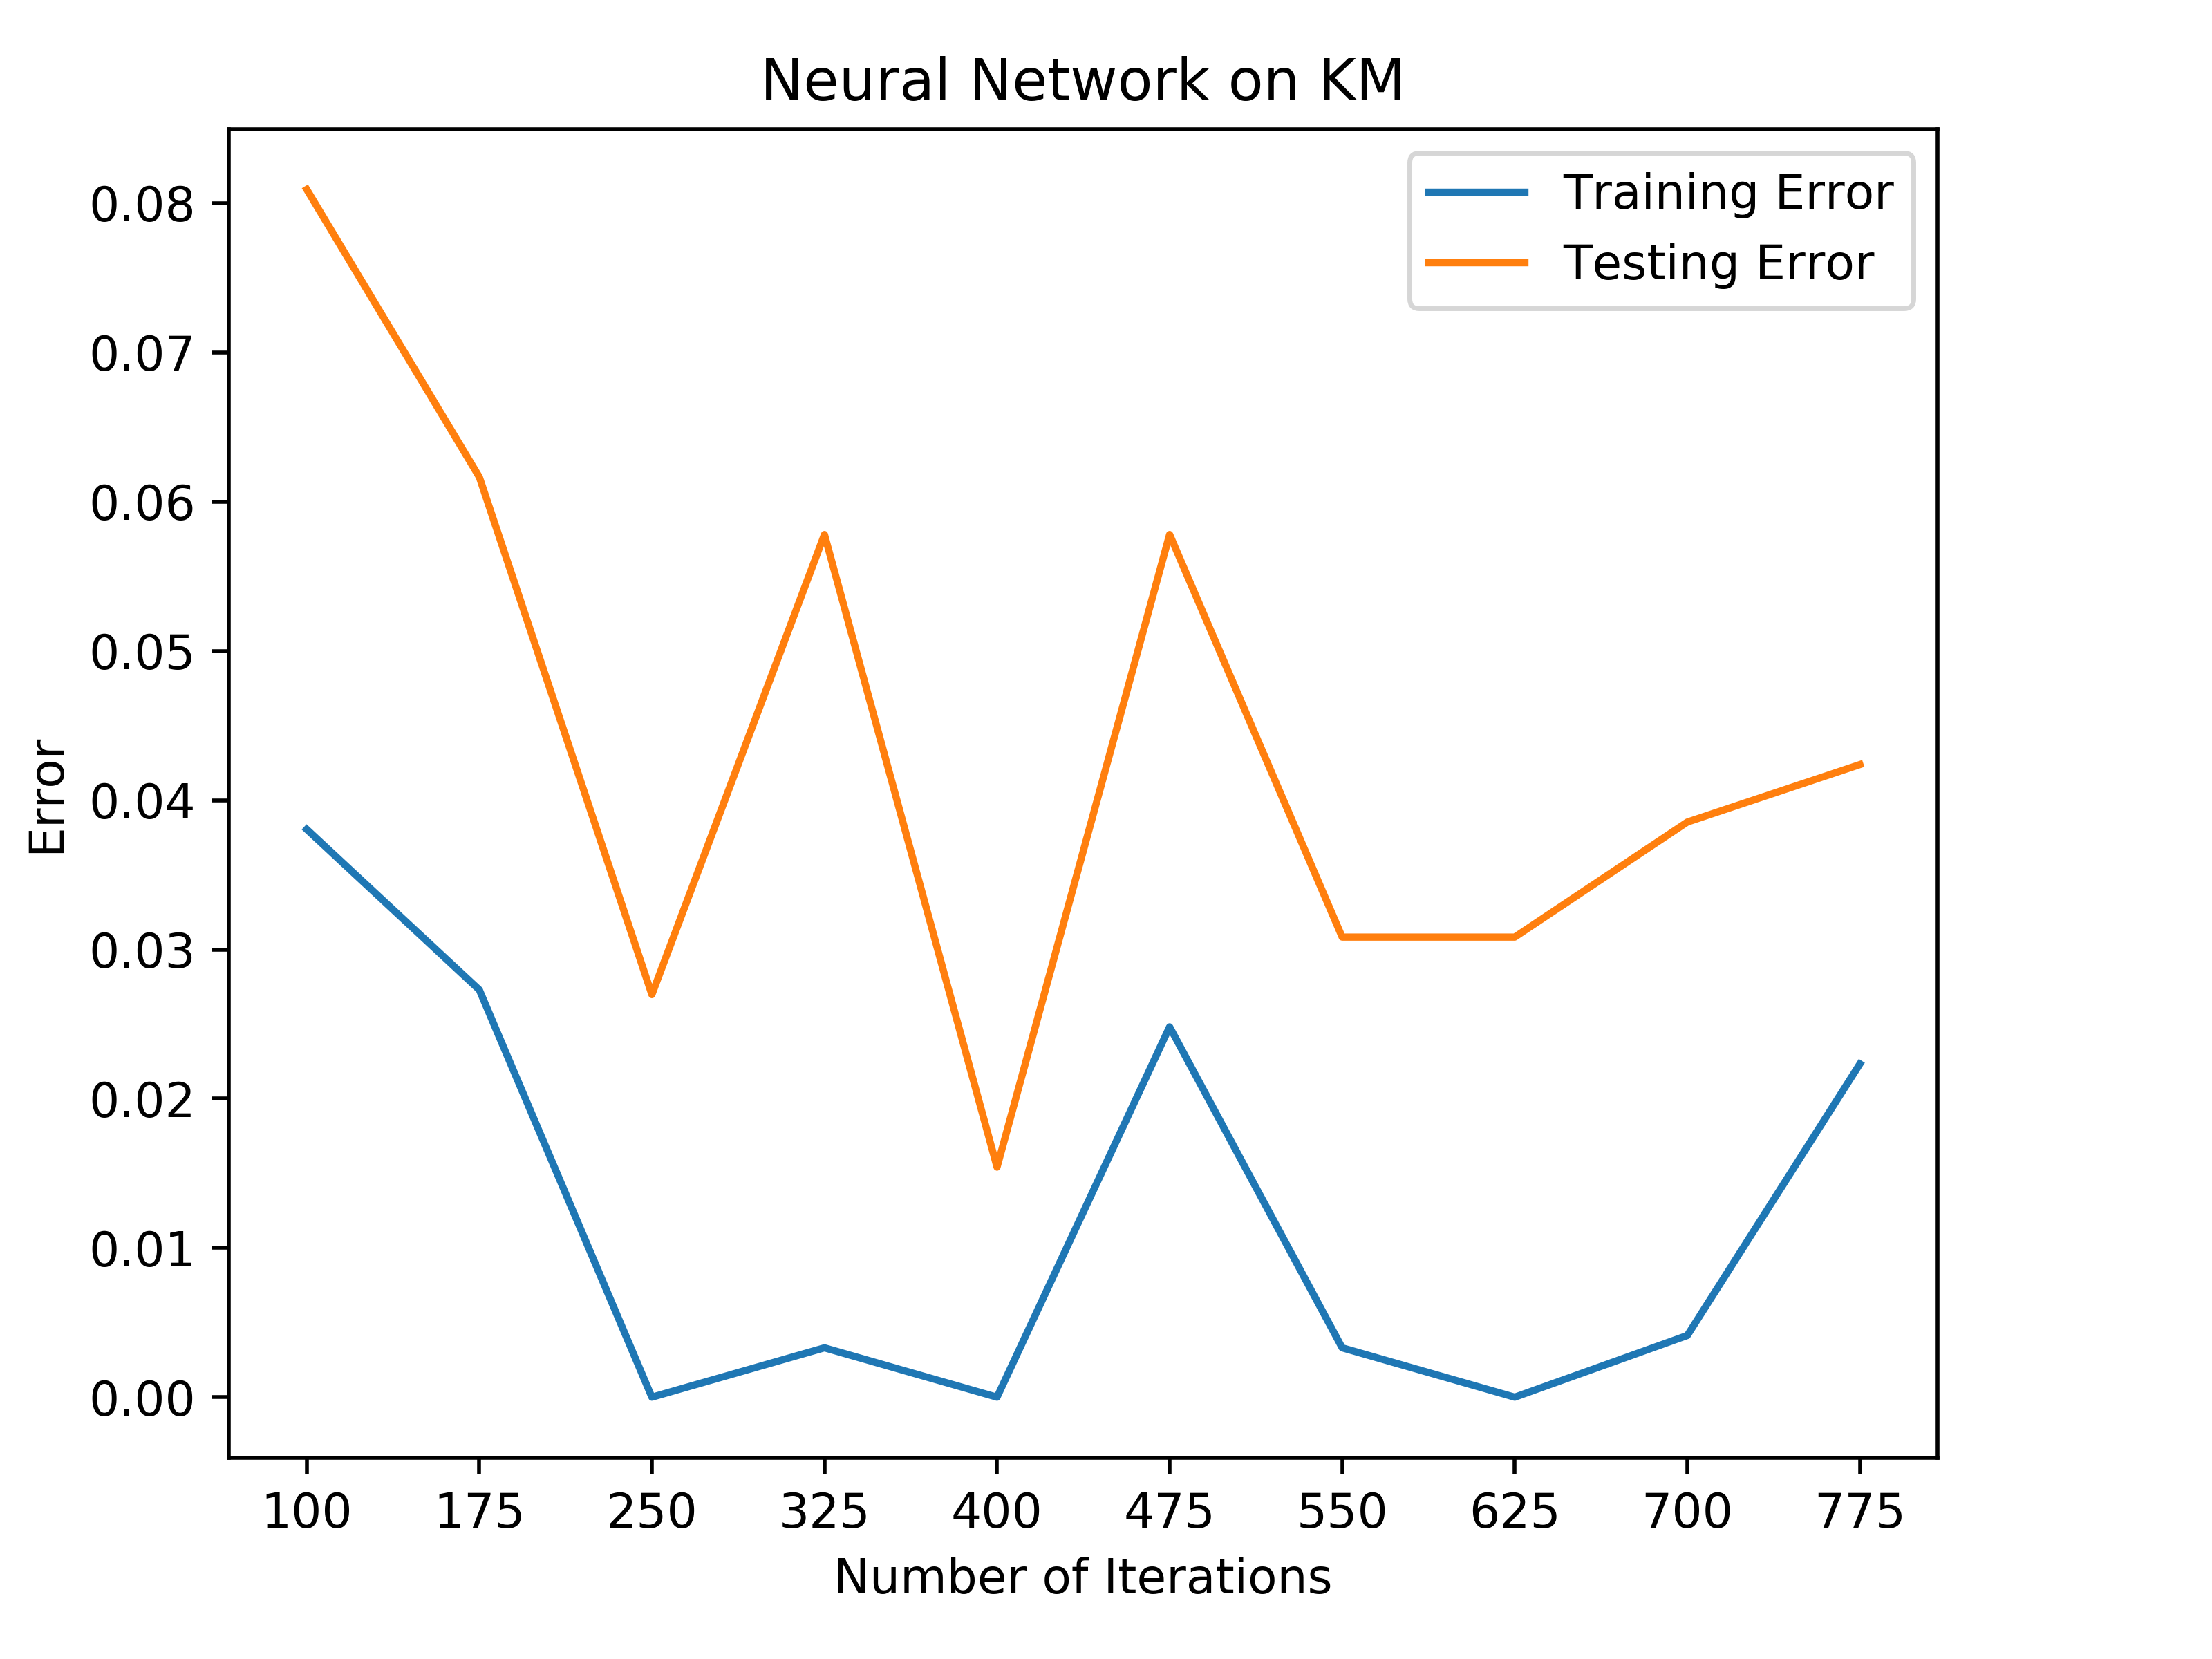 Neural Network on KM
Training Error
Testing Error
0.08
0.07
0.06
0.05
0.04
0.03
0.02
0.01
0.00
Error
100 175 250 325 400 475 550 625 700 775
Number of Iterations